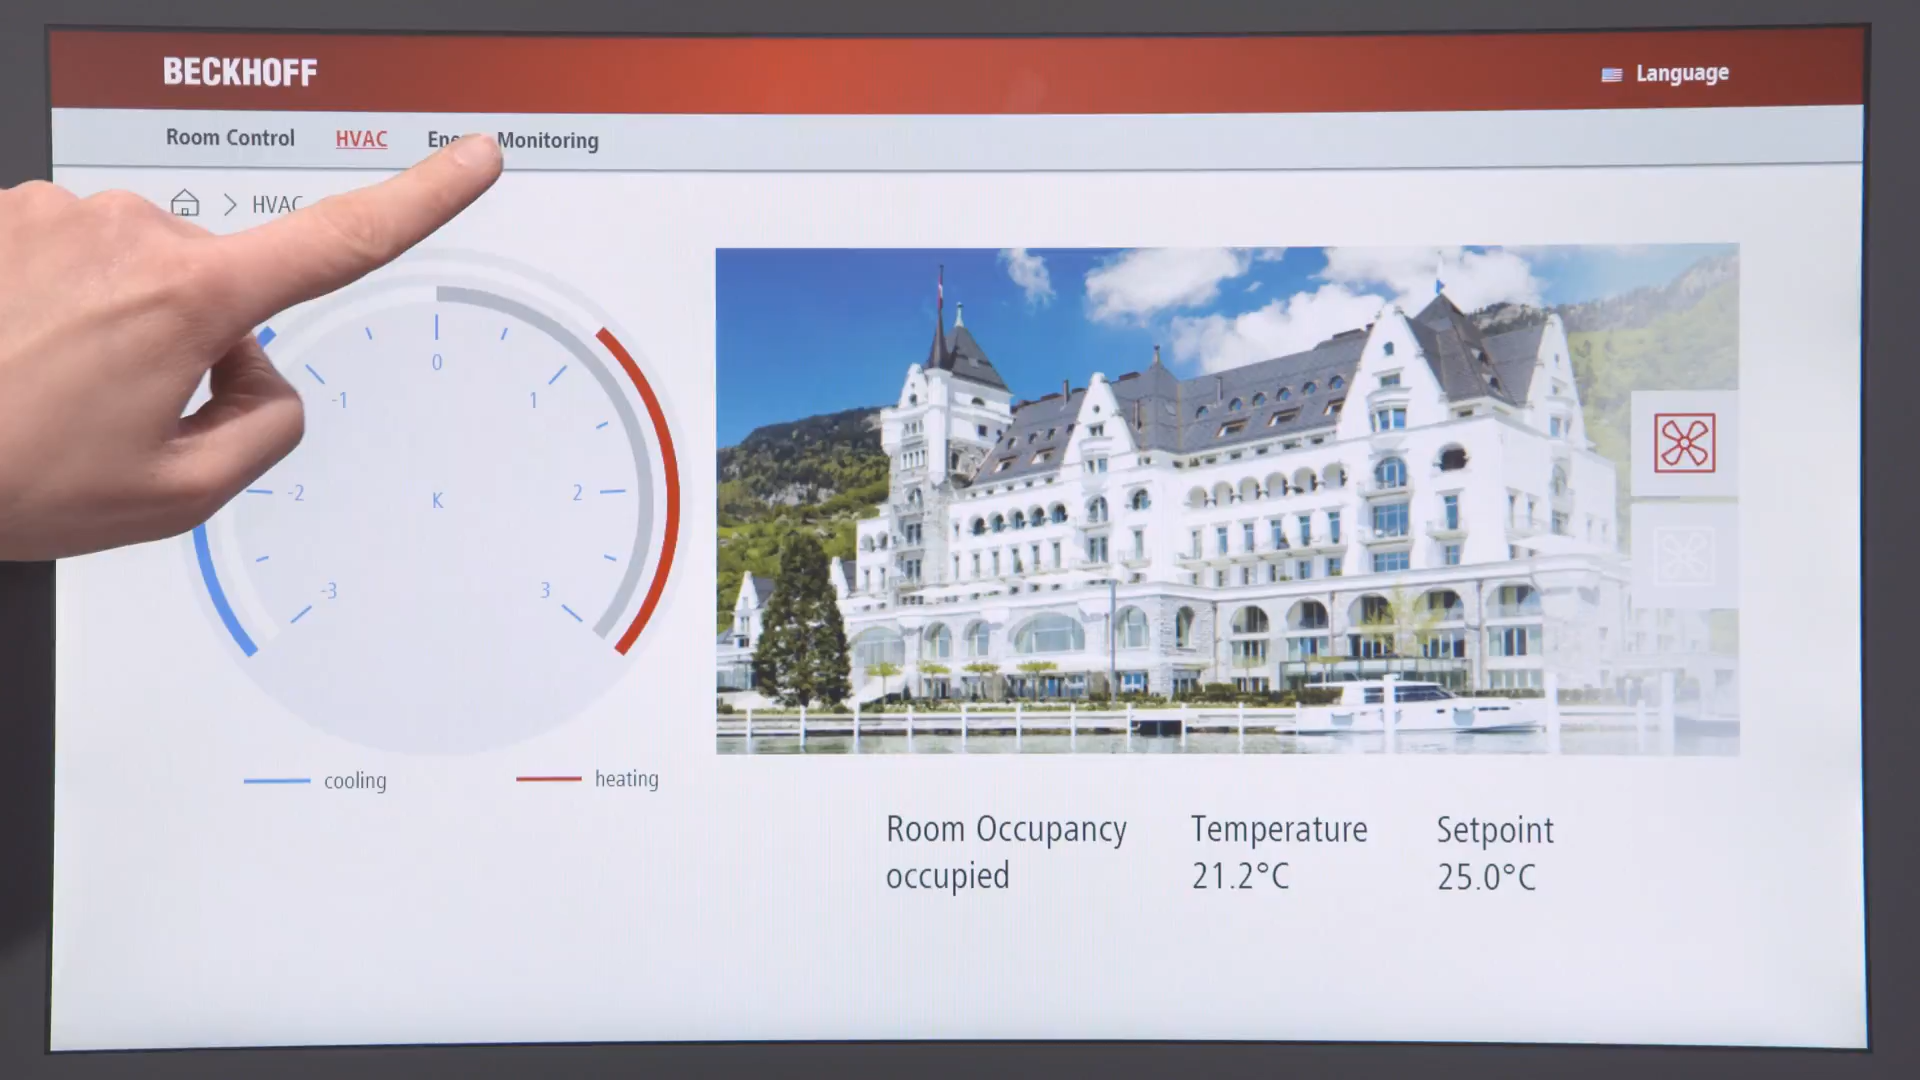 BECKHOFF
Language
Room Control HVAC Monitoring
HVAC
0
-1 1
-2 K 2
-3 3
cooling heating
Room Occupancy Temperature Setpoint
occupied 21.2°C 25.0°C